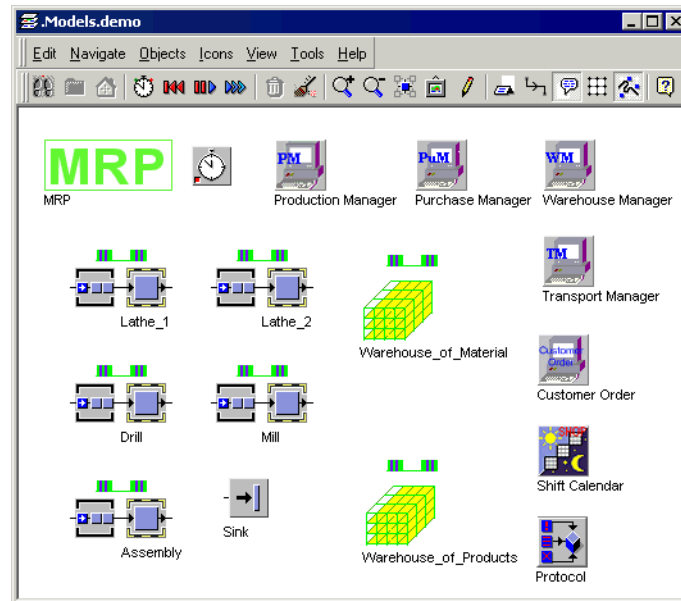 .Models.demo
Edit Navigate Objects Icons View Tools Help
MRP
MRP
PM
Production Manager
PuM
Purchase Manager
WM
Warehouse Manager
TM
Transport Manager
Lathe_1
Lathe_2
Warehouse_of_Material
Customer
Order
Customer Order
Drill
Mill
SHOP
Shift Calendar
Assembly
Sink
Warehouse_of_Products
Protocol